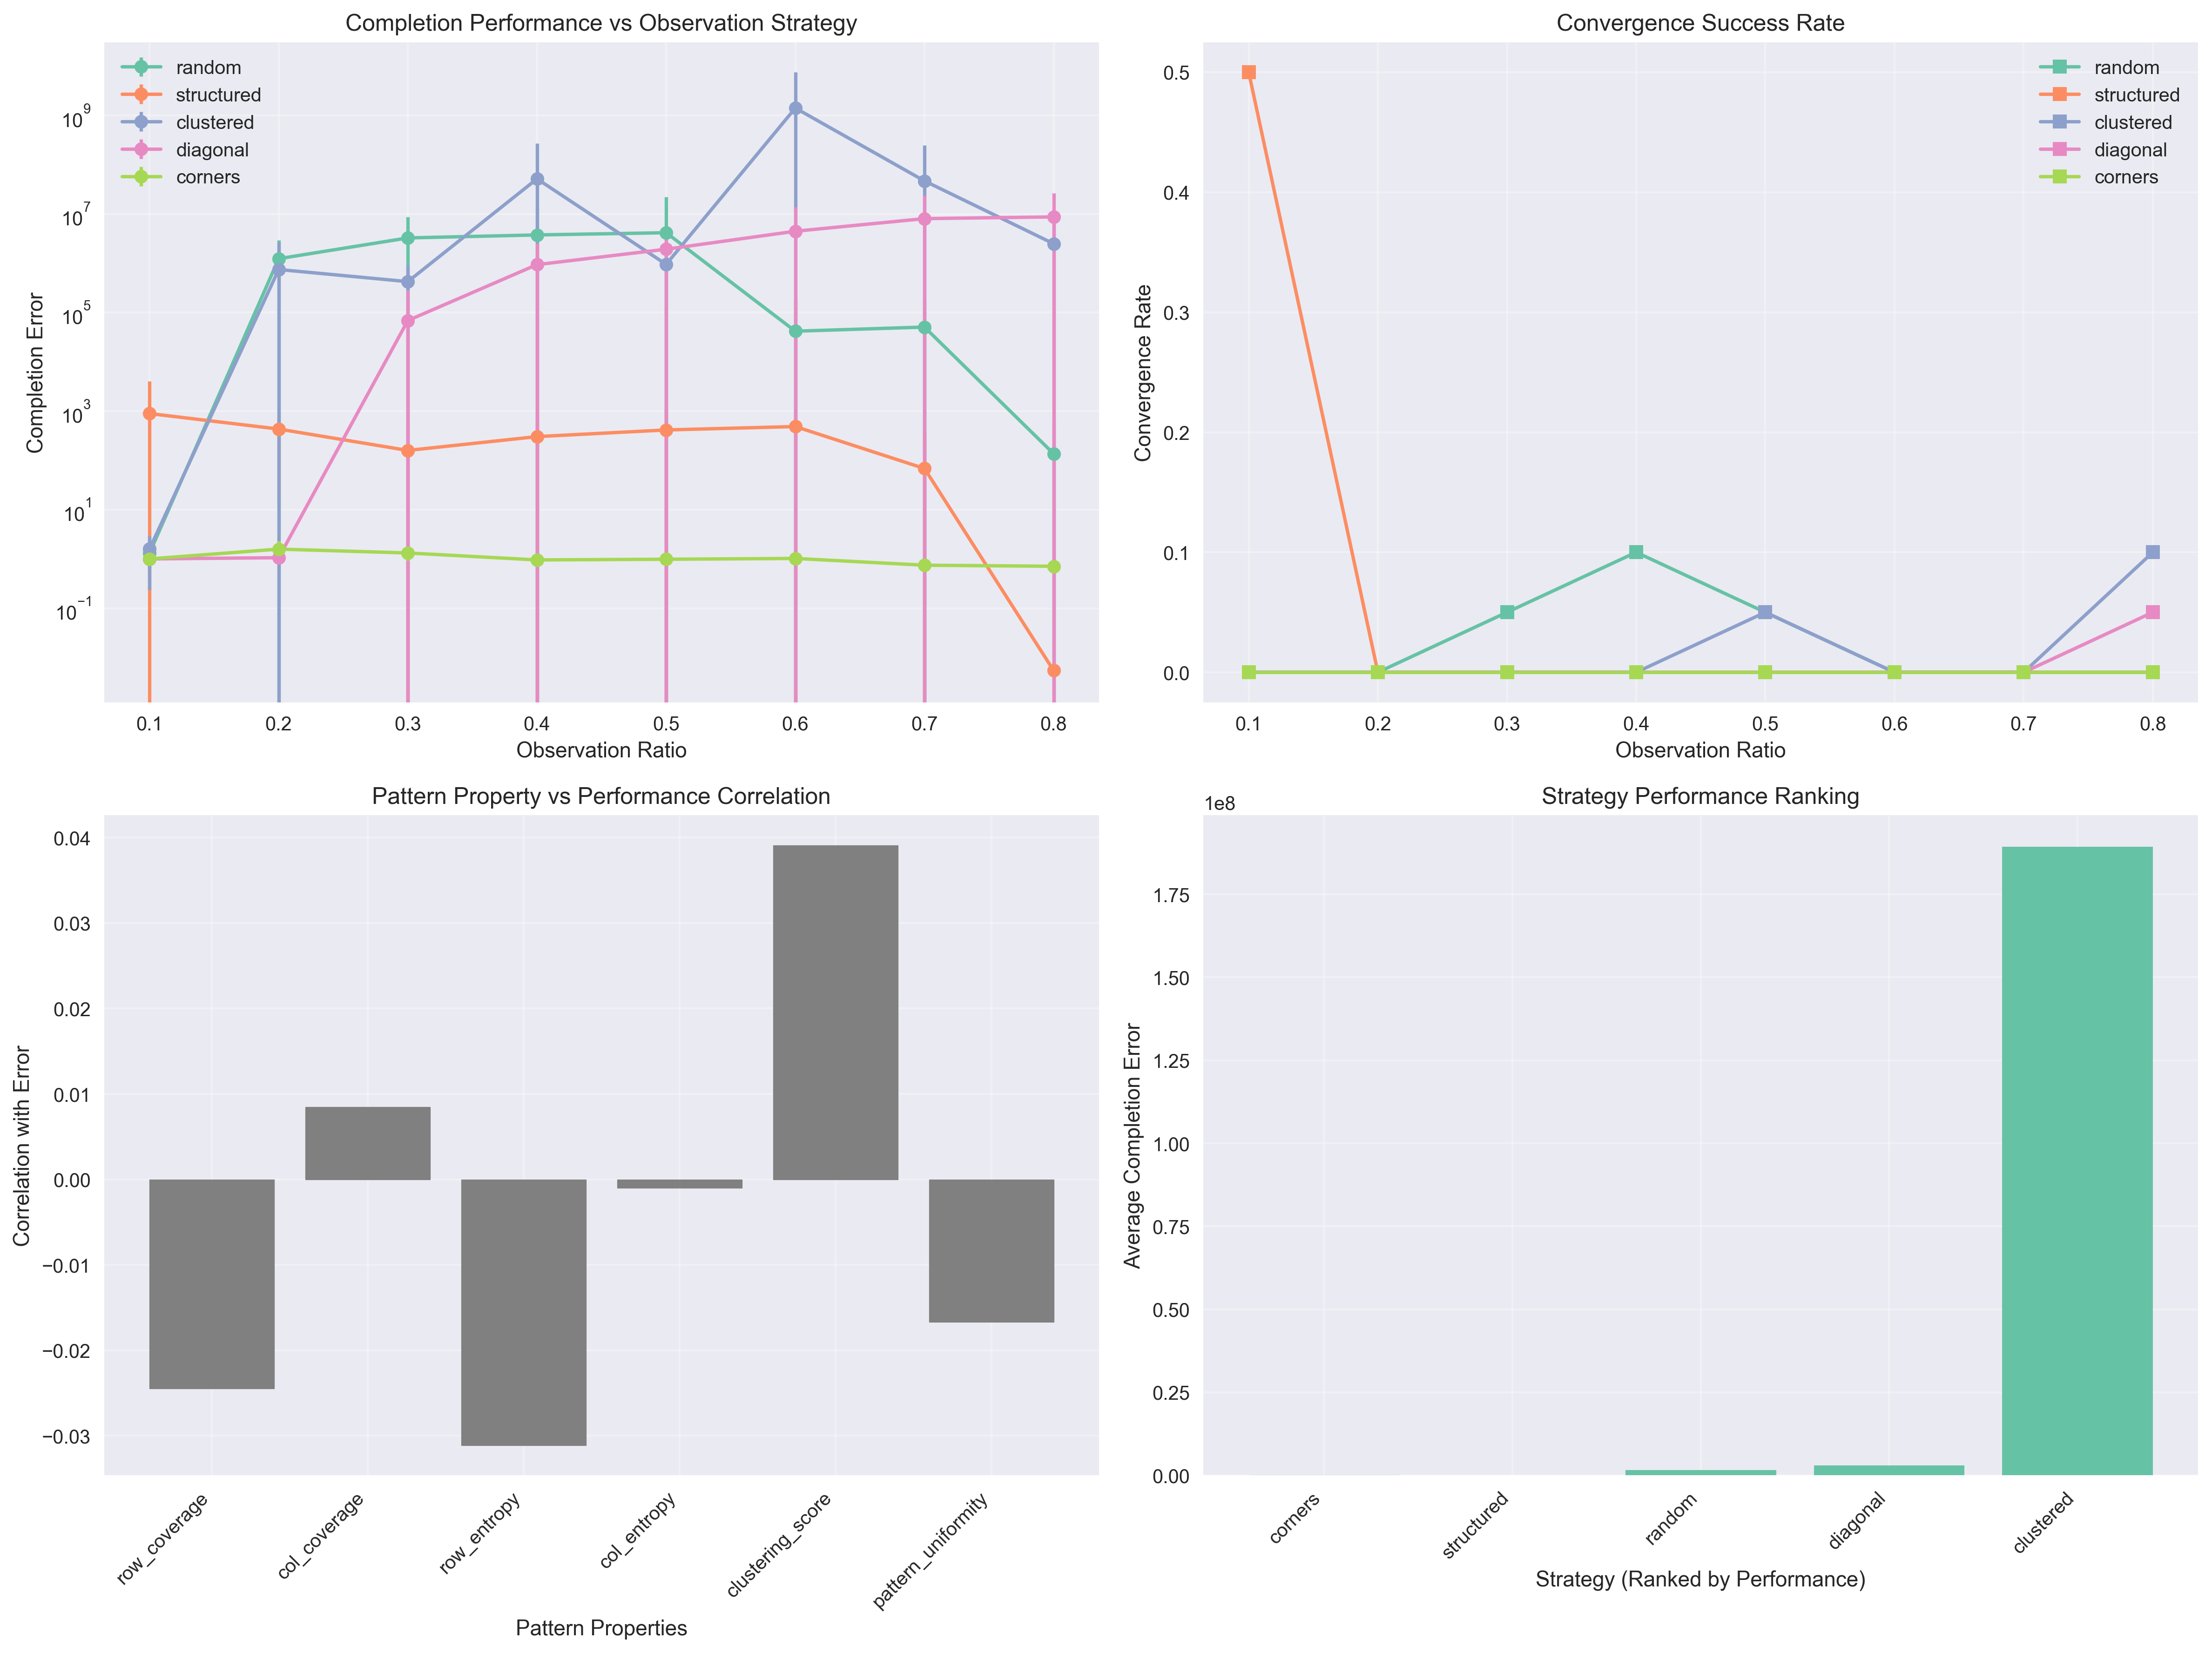 Completion Performance vs Observation Strategy
random
structured
clustered
diagonal
corners
10^9
10^7
10^5
10^3
10^1
10^−1
Completion Error
0.1 0.2 0.3 0.4 0.5 0.6 0.7 0.8
Observation Ratio
Convergence Success Rate
random
structured
clustered
diagonal
corners
0.5
0.4
0.3
0.2
0.1
0.0
Convergence Rate
0.1 0.2 0.3 0.4 0.5 0.6 0.7 0.8
Observation Ratio
Pattern Property vs Performance Correlation
0.04
0.03
0.02
0.01
0.00
−0.01
−0.02
−0.03
Correlation with Error
row_coverage
col_coverage
row_entropy
col_entropy
clustering_score
pattern_uniformity
Pattern Properties
Strategy Performance Ranking
1e8
1.75
1.50
1.25
1.00
0.75
0.50
0.25
0.00
Average Completion Error
corners
structured
random
diagonal
clustered
Strategy (Ranked by Performance)